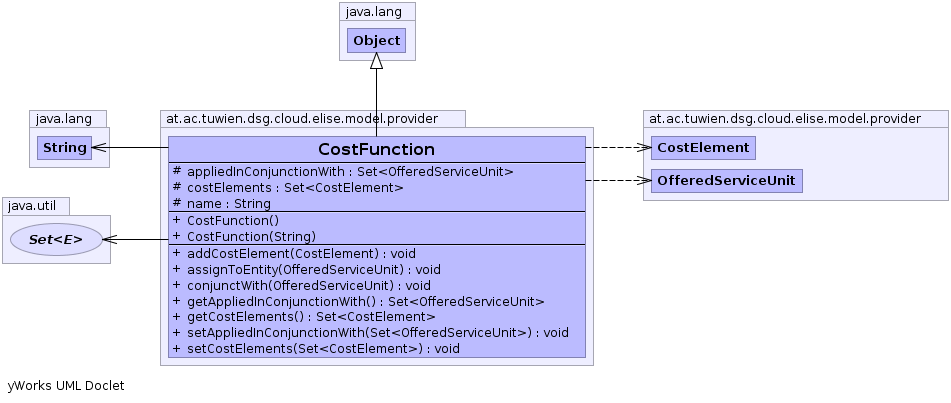 java.lang
Object
java.lang
String
java.util
Set<E>
at.ac.tuwien.dsg.cloud.elise.model.provider
CostFunction
# appliedInConjunctionWith : Set<OfferedServiceUnit>
# costElements : Set<CostElement>
# name : String
+ CostFunction()
+ CostFunction(String)
+ addCostElement(CostElement) : void
+ assignToEntity(OfferedServiceUnit) : void
+ conjunctWith(OfferedServiceUnit) : void
+ getAppliedInConjunctionWith() : Set<OfferedServiceUnit>
+ getCostElements() : Set<CostElement>
+ setAppliedInConjunctionWith(Set<OfferedServiceUnit>) : void
+ setCostElements(Set<CostElement>) : void
at.ac.tuwien.dsg.cloud.elise.model.provider
CostElement
OfferedServiceUnit
yWorks UML Doclet